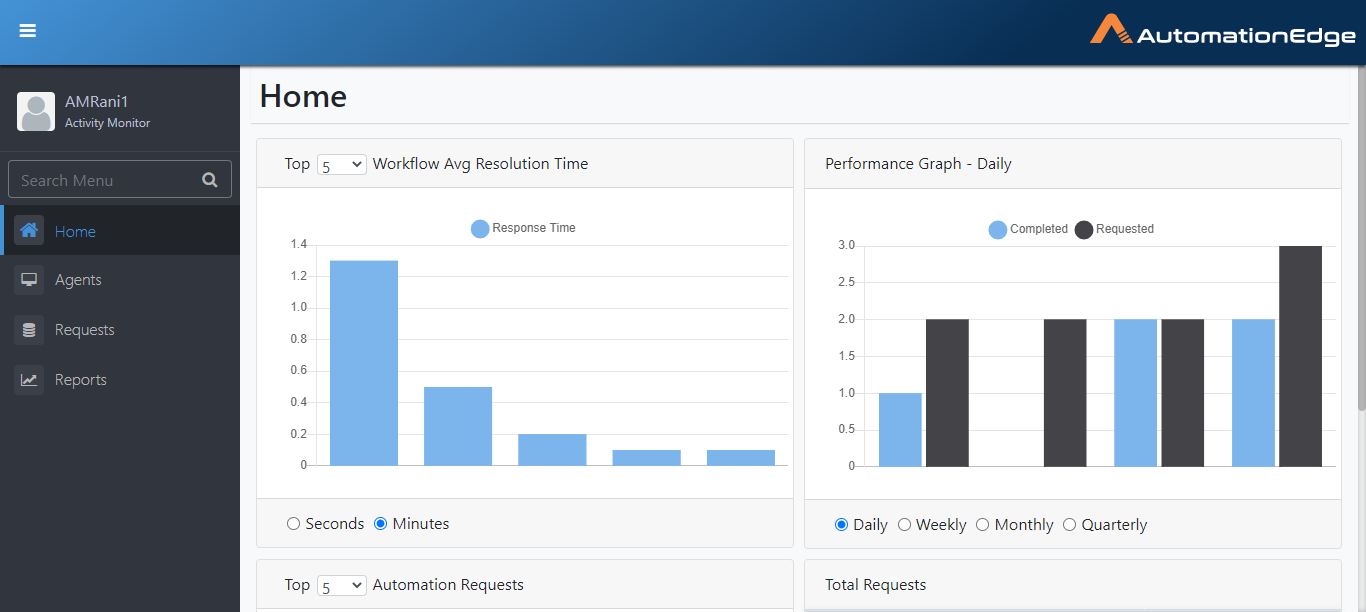 AutomationEdge
AMRani1
Activity Monitor
Search Menu
Home
Agents
Requests
Reports
Home
Top 5 Workflow Avg Resolution Time
Response Time
1.4
1.2
1.0
0.8
0.6
0.4
0.2
0
Seconds Minutes
Performance Graph - Daily
Completed Requested
3.0
2.5
2.0
1.5
1.0
0.5
0
Daily Weekly Monthly Quarterly
Top 5 Automation Requests
Total Requests